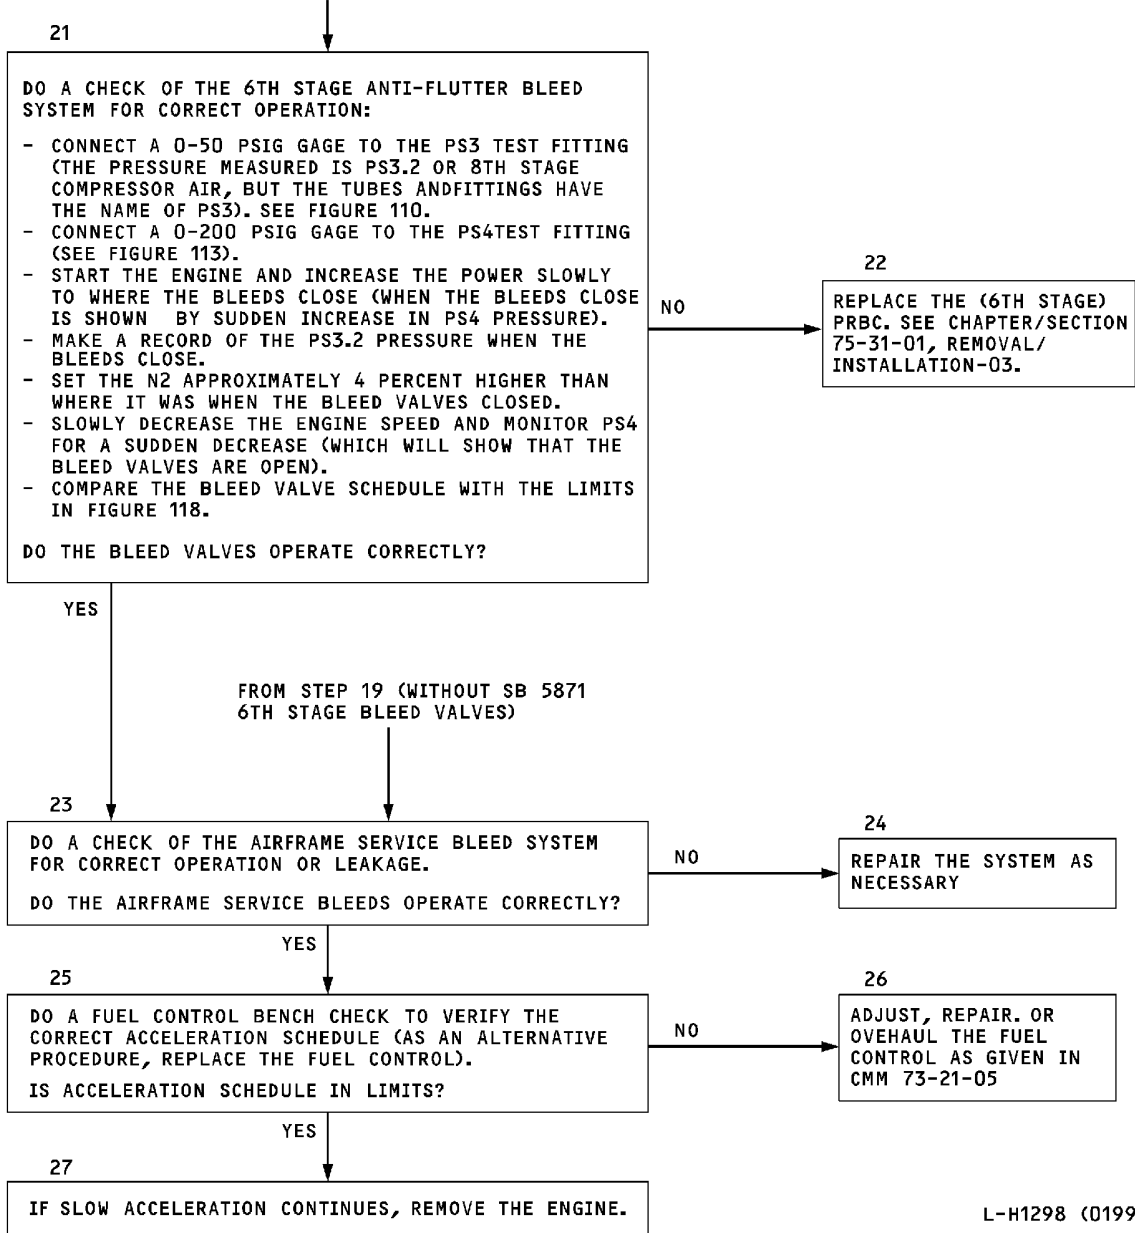 21
DO A CHECK OF THE 6TH STAGE ANTI-FLUTTER BLEED
SYSTEM FOR CORRECT OPERATION:
- CONNECT A 0-50 PSIG GAGE TO THE PS3 TEST FITTING
(THE PRESSURE MEASURED IS PS3.2 OR 8TH STAGE
COMPRESSOR AIR, BUT THE TUBES ANDFITTINGS HAVE
THE NAME OF PS3). SEE FIGURE 110.
- CONNECT A 0-200 PSIG GAGE TO THE PS4TEST FITTING
(SEE FIGURE 113).
- START THE ENGINE AND INCREASE THE POWER SLOWLY
TO WHERE THE BLEEDS CLOSE (WHEN THE BLEEDS CLOSE
IS SHOWN BY SUDDEN INCREASE IN PS4 PRESSURE).
- MAKE A RECORD OF THE PS3.2 PRESSURE WHEN THE
BLEEDS CLOSE.
- SET THE N2 APPROXIMATELY 4 PERCENT HIGHER THAN
WHERE IT WAS WHEN THE BLEED VALVES CLOSED.
- SLOWLY DECREASE THE ENGINE SPEED AND MONITOR PS4
FOR A SUDDEN DECREASE (WHICH WILL SHOW THAT THE
BLEED VALVES ARE OPEN).
- COMPARE THE BLEED VALVE SCHEDULE WITH THE LIMITS
IN FIGURE 118.
DO THE BLEED VALVES OPERATE CORRECTLY?
NO
22
REPLACE THE (6TH STAGE)
PRBC. SEE CHAPTER/SECTION
75-31-01, REMOVAL/
INSTALLATION-03.
YES
FROM STEP 19 (WITHOUT SB 5871
6TH STAGE BLEED VALVES)
23
DO A CHECK OF THE AIRFRAME SERVICE BLEED SYSTEM
FOR CORRECT OPERATION OR LEAKAGE.
DO THE AIRFRAME SERVICE BLEEDS OPERATE CORRECTLY?
NO
24
REPAIR THE SYSTEM AS
NECESSARY
YES
25
DO A FUEL CONTROL BENCH CHECK TO VERIFY THE
CORRECT ACCELERATION SCHEDULE (AS AN ALTERNATIVE
PROCEDURE, REPLACE THE FUEL CONTROL).
IS ACCELERATION SCHEDULE IN LIMITS?
NO
26
ADJUST, REPAIR. OR
OVEHAUL THE FUEL
CONTROL AS GIVEN IN
CMM 73-21-05
YES
27
IF SLOW ACCELERATION CONTINUES, REMOVE THE ENGINE.
L-H1298 (0199